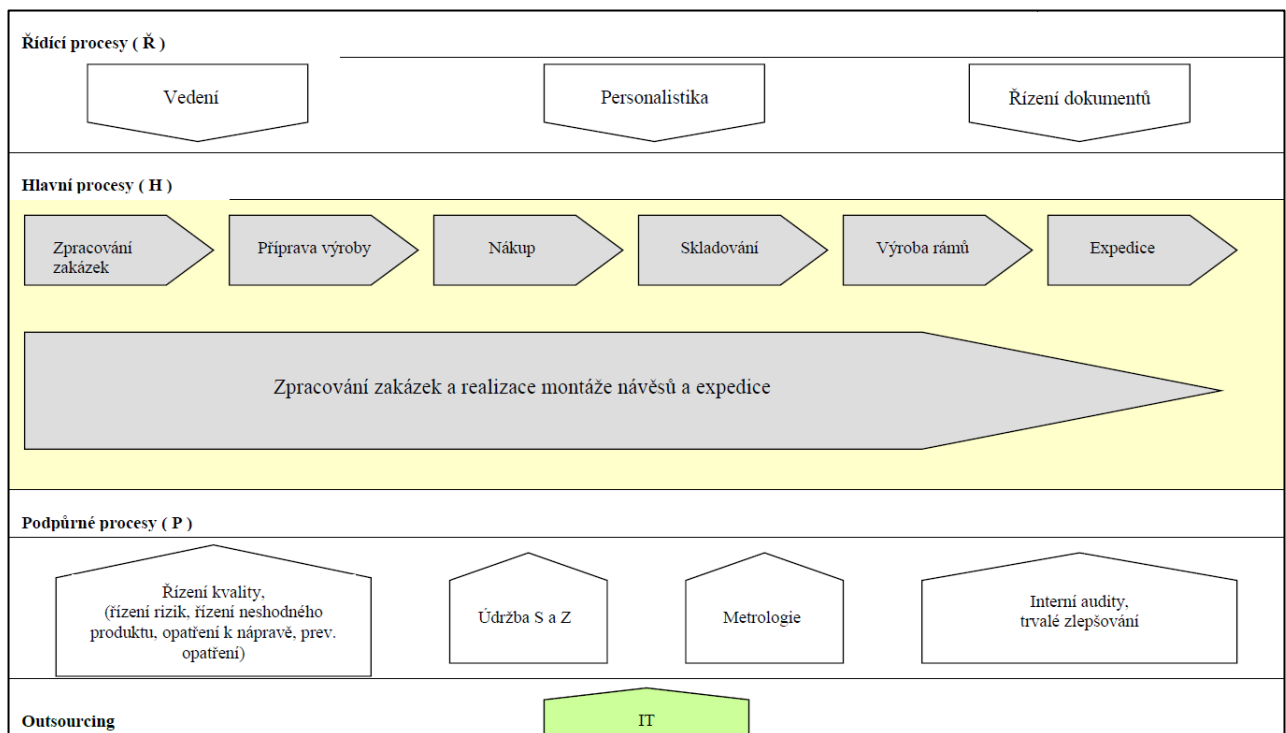 Řídící procesy ( Ř )
Vedení
Personalistika
Řízení dokumentů
Hlavní procesy ( H )
Zpracování
zakázek
Příprava výroby
Nákup
Skladování
Výroba rámů
Expedice
Zpracování zakázek a realizace montáže návěsů a expedice
Podpůrné procesy ( P )
Řízení kvality,
(řízení rizik, řízení neshodného
produktu, opatření k nápravě, prev.
opatření)
Údržba S a Z
Metrologie
Interní audity,
trvalé zlepšování
Outsourcing
IT